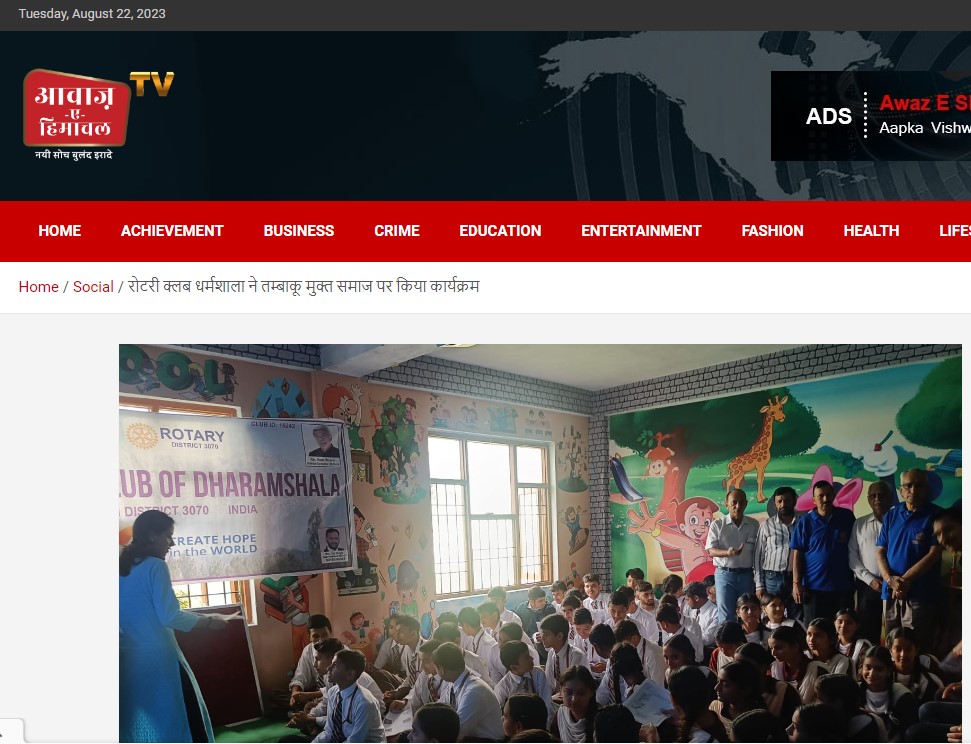 Tuesday, August 22, 2023
TV
आवाज़
-ए-
हिमाचल
नयी सोच बुलंद इरादे
ADS
Awaz E
Aapka Vishw
HOME ACHIEVEMENT BUSINESS CRIME EDUCATION ENTERTAINMENT FASHION HEALTH LIFES
Home / Social / रोटरी क्लब धर्मशाला ने तम्बाकू मुक्त समाज पर किया कार्यक्रम
OOL
CLUB ID: 15242
ROTARY
DISTRICT 3070
UB OF DHARAMSHALA
DISTRICT 3070 INDIA
CREATE HOPE
in the WORLD